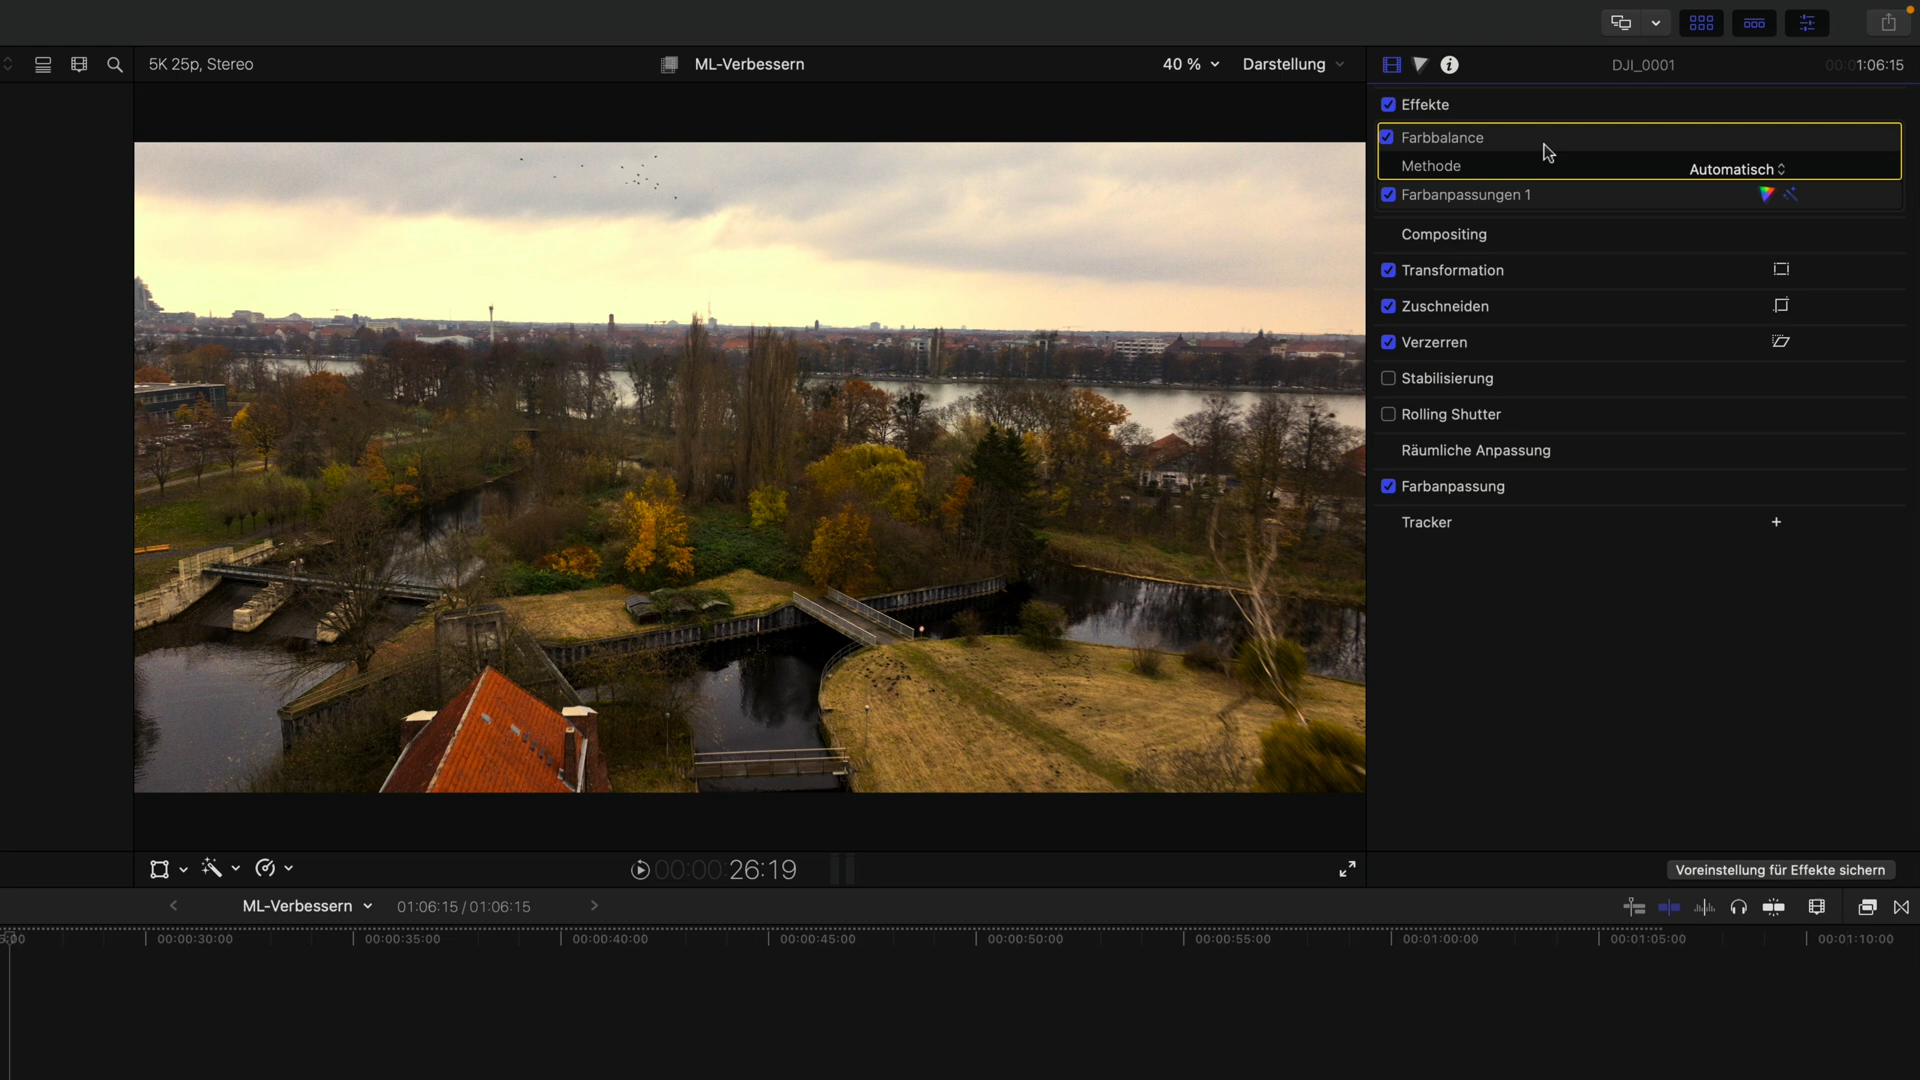 5K 25p, Stereo
ML-Verbessern
40 %
Darstellung
DJI_0001
00:01:06:15
Effekte
Farbbalance
Methode
Automatisch
Farbanpassungen 1
Compositing
Transformation
Zuschneiden
Verzerren
Stabilisierung
Rolling Shutter
Räumliche Anpassung
Farbanpassung
Tracker
00:00:26:19
Voreinstellung für Effekte sichern
ML-Verbessern
01:06:15 / 01:06:15
5:00
00:00:30:00
00:00:35:00
00:00:40:00
00:00:45:00
00:00:50:00
00:00:55:00
00:01:00:00
00:01:05:00
00:01:10:00